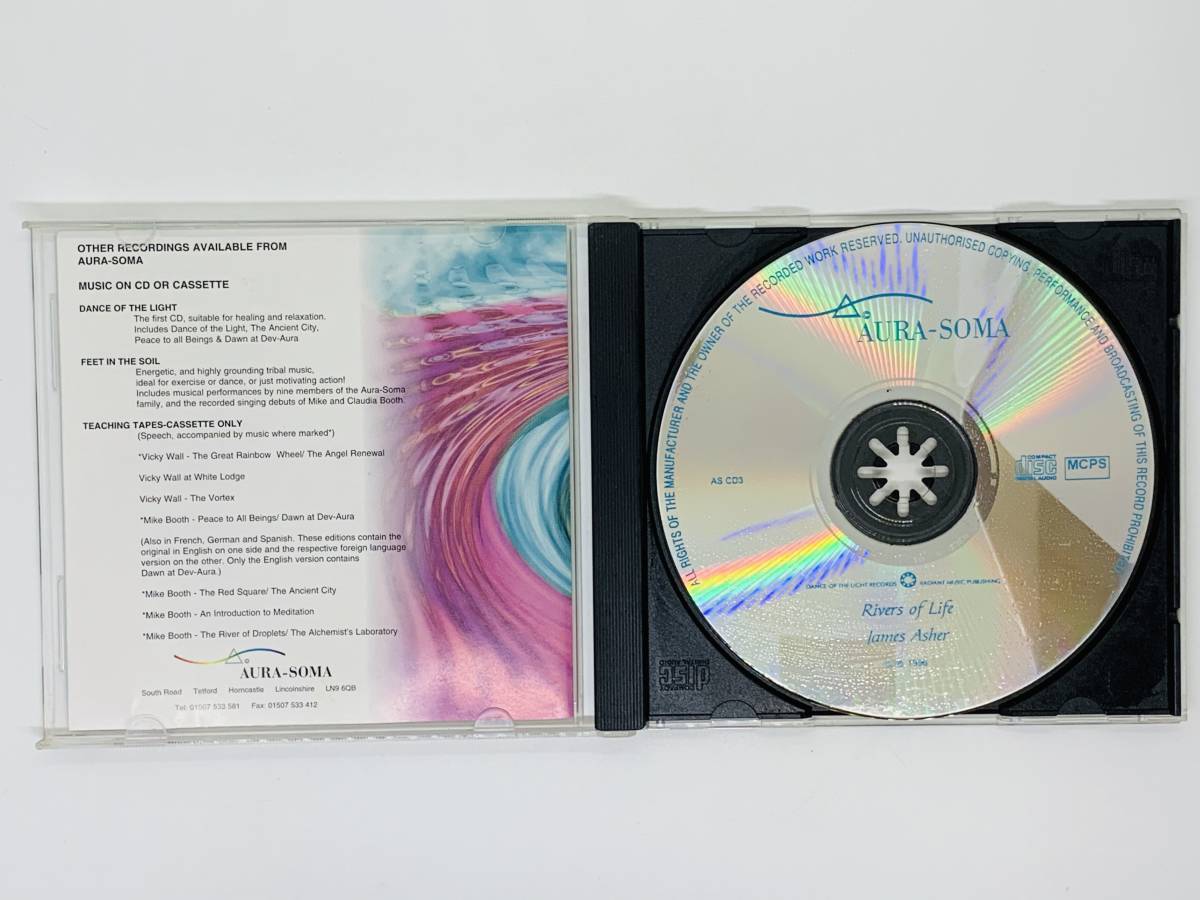 OTHER RECORDINGS AVAILABLE FROM
AURA-SOMA
MUSIC ON CD OR CASSETTE
DANCE OF THE LIGHT
The first CD, suitable for healing and relaxation.
Includes Dance of the Light, The Ancient City,
Peace to all Beings & Dawn at Dev-Aura
FEET IN THE SOIL
Energetic, and highly grounding tribal music,
ideal for exercise or dance, or just motivating action!
Includes musical performances by nine members of the Aura-Soma
family, and the recorded singing debuts of Mike and Claudia Booth.
TEACHING TAPES-CASSETTE ONLY
(Speech, accompanied by music where marked*)
*Vicky Wall - The Great Rainbow Wheel/ The Angel Renewal
Vicky Wall at White Lodge
Vicky Wall - The Vortex
*Mike Booth - Peace to All Beings/ Dawn at Dev-Aura
(Also in French, German and Spanish. These editions contain the
original in English on one side and the respective foreign language
version on the other. Only the English version contains
Dawn at Dev-Aura.)
*Mike Booth - The Red Square/ The Ancient City
*Mike Booth - An Introduction to Meditation
*Mike Booth - The River of Droplets/ The Alchemist's Laboratory
AURA-SOMA
South Road Tetford Horncastle Lincolnshire LN9 6QB
Tel: 01507 533 581 Fax: 01507 533 412
ALL RIGHTS OF THE MANUFACTURER AND THE OWNER OF THE RECORDED WORK RESERVED. UNAUTHORISED COPYING, PERFORMANCE AND BROADCASTING OF THIS RECORD PROHIBITED.
AURA-SOMA
AS CD3
COMPACT
disc
DIGITAL AUDIO
MCPS
DANCE OF THE LIGHT RECORDS RADIANT MUSIC PUBLISHING
Rivers of Life
James Asher
1996
COMPACT
disc
DIGITAL AUDIO